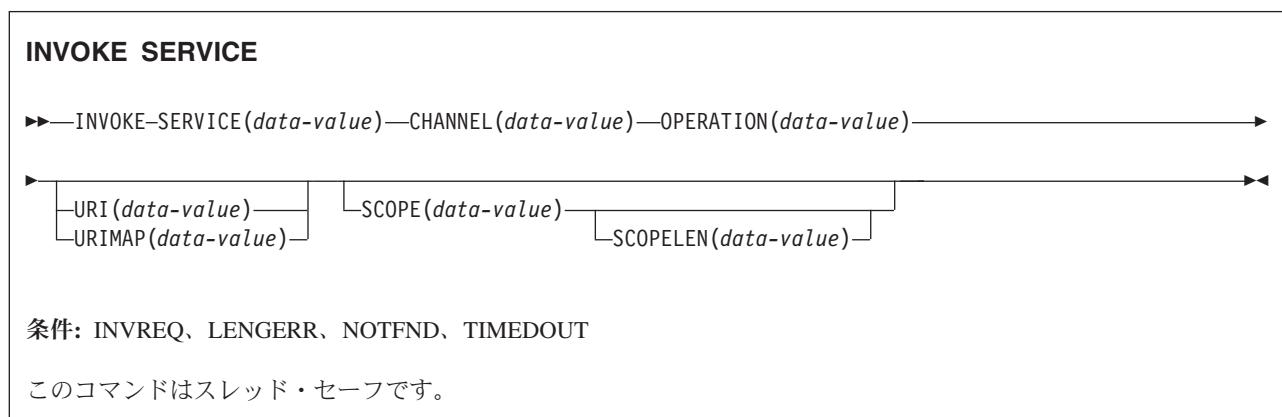 INVOKE SERVICE
INVOKE SERVICE(data-value) CHANNEL(data-value) OPERATION(data-value)
URI(data-value) SCOPE(data-value)
URIMAP(data-value) SCOPELEN(data-value)
条件: INVREQ、LENGERR、NOTFND、TIMEDOUT
このコマンドはスレッド・セーフです。